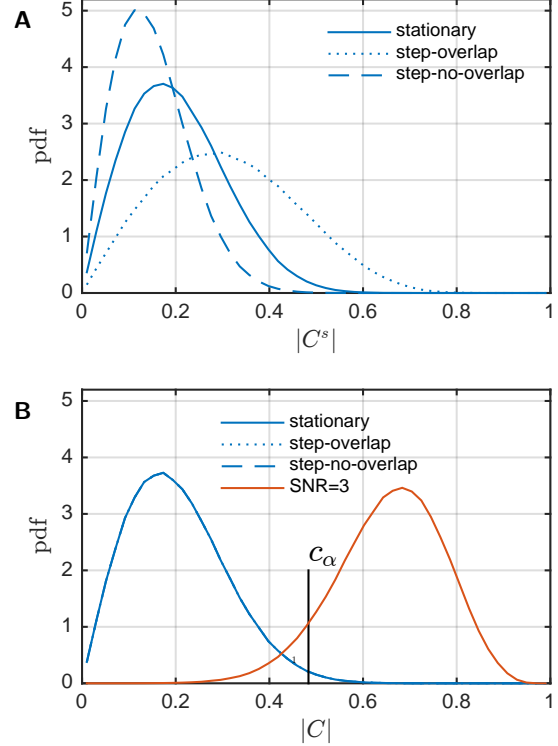 A
5
4
3
2
1
0
pdf
stationary
step-overlap
step-no-overlap
0 0.2 0.4 0.6 0.8 1
|C^s|
B
5
4
3
2
1
0
pdf
stationary
step-overlap
step-no-overlap
SNR=3
c_α
0 0.2 0.4 0.6 0.8 1
|C|